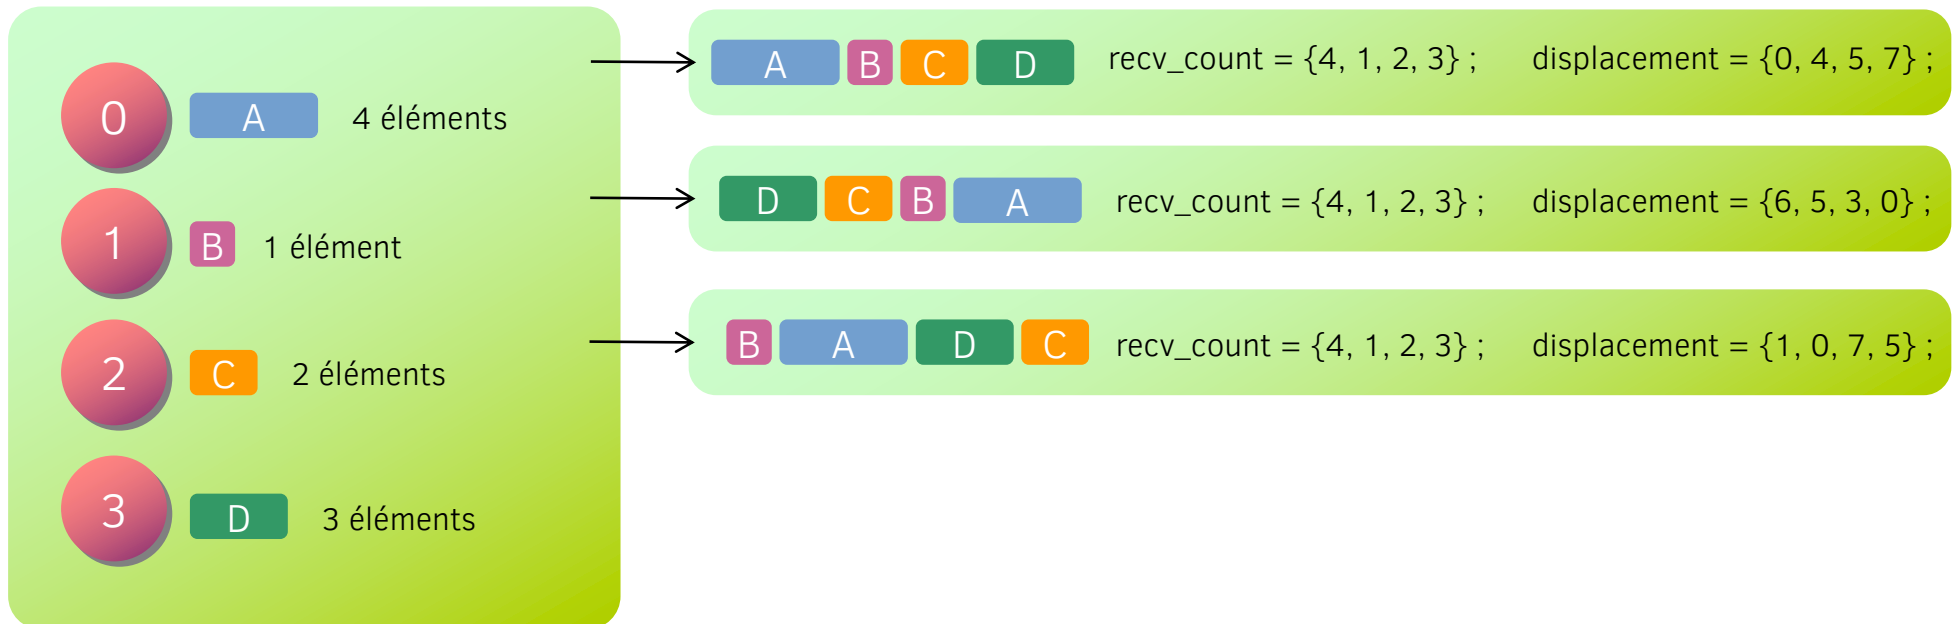 0 A 4 éléments
1 B 1 élément
2 C 2 éléments
3 D 3 éléments
A B C D recv_count = {4, 1, 2, 3} ; displacement = {0, 4, 5, 7} ;
D C B A recv_count = {4, 1, 2, 3} ; displacement = {6, 5, 3, 0} ;
B A D C recv_count = {4, 1, 2, 3} ; displacement = {1, 0, 7, 5} ;